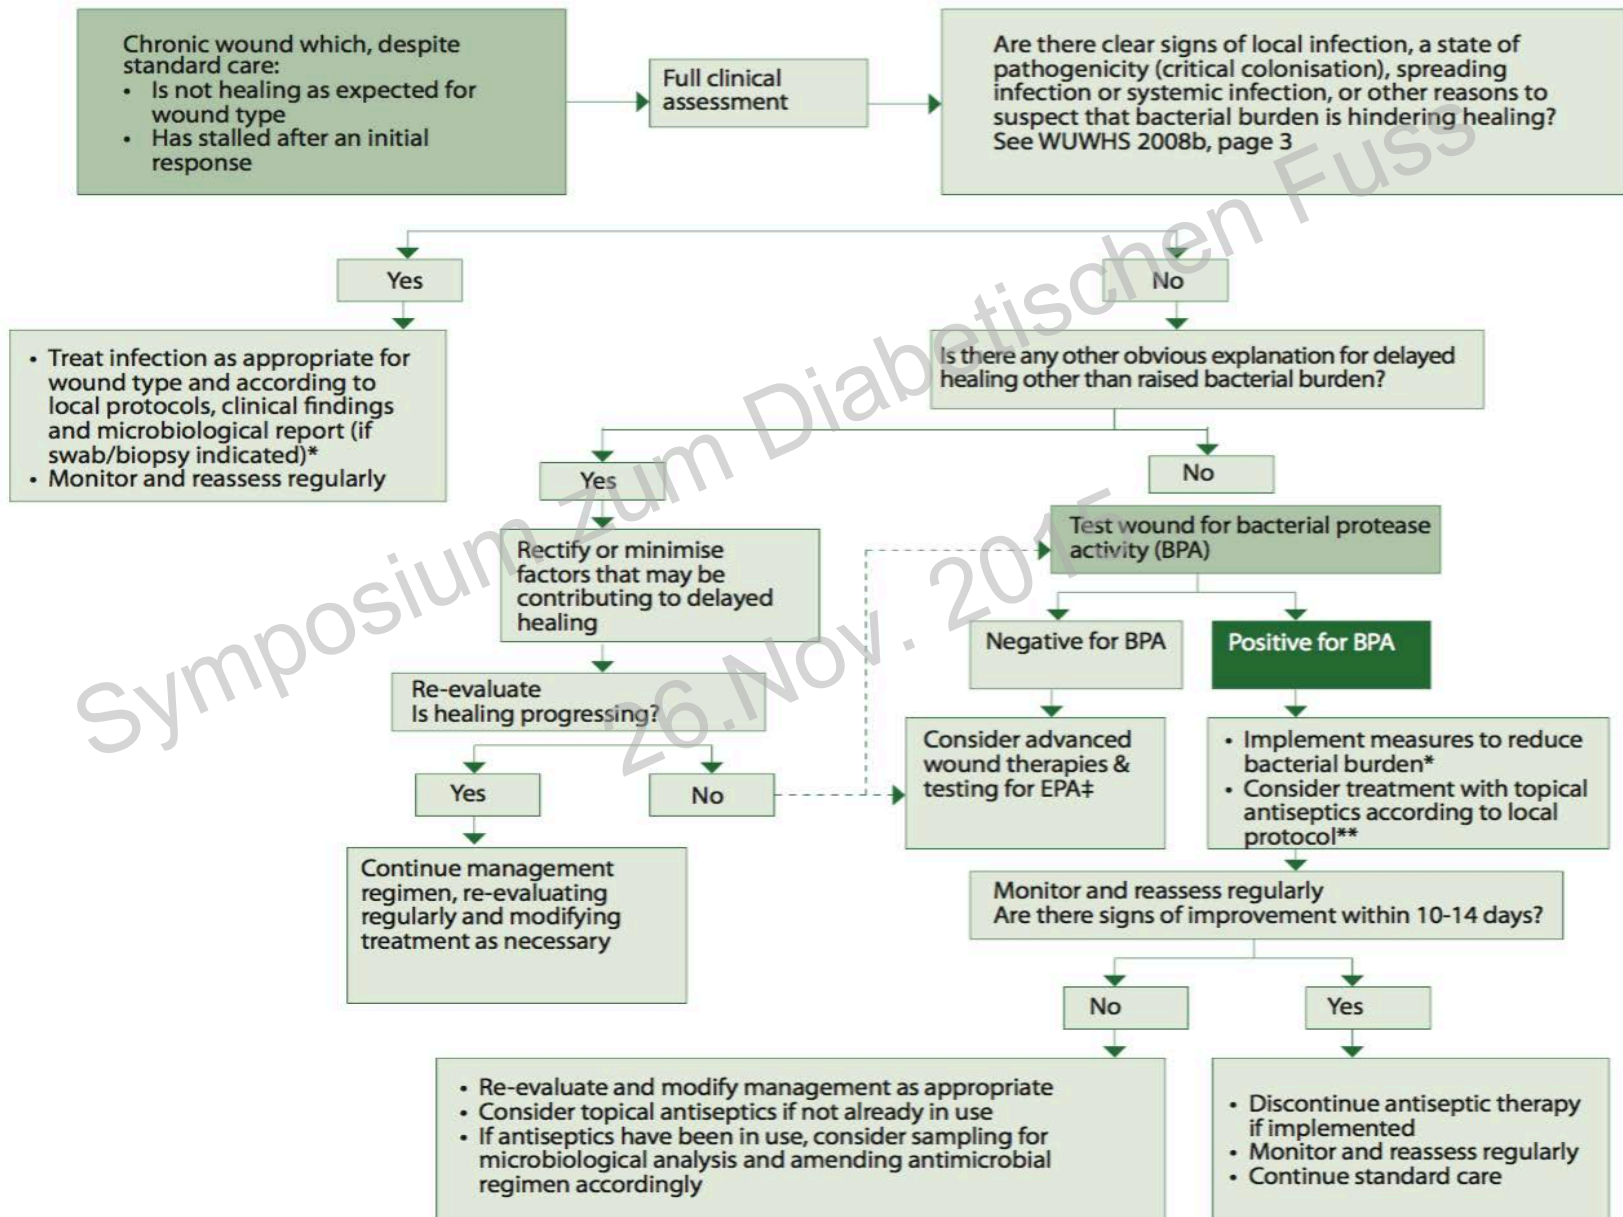 Chronic wound which, despite
standard care:
• Is not healing as expected for
wound type
• Has stalled after an initial
response
Full clinical
assessment
Are there clear signs of local infection, a state of
pathogenicity (critical colonisation), spreading
infection or systemic infection, or other reasons to
suspect that bacterial burden is hindering healing?
See WUWHS 2008b, page 3
Yes
No
• Treat infection as appropriate for
wound type and according to
local protocols, clinical findings
and microbiological report (if
swab/biopsy indicated)*
• Monitor and reassess regularly
Is there any other obvious explanation for delayed
healing other than raised bacterial burden?
Yes
No
Rectify or minimise
factors that may be
contributing to delayed
healing
Test wound for bacterial protease
activity (BPA)
Negative for BPA
Positive for BPA
Re-evaluate
Is healing progressing?
Yes
No
Consider advanced
wound therapies &
testing for EPA‡
• Implement measures to reduce
bacterial burden*
• Consider treatment with topical
antiseptics according to local
protocol**
Continue management
regimen, re-evaluating
regularly and modifying
treatment as necessary
Monitor and reassess regularly
Are there signs of improvement within 10-14 days?
No
Yes
• Re-evaluate and modify management as appropriate
• Consider topical antiseptics if not already in use
• If antiseptics have been in use, consider sampling for
microbiological analysis and amending antimicrobial
regimen accordingly
• Discontinue antiseptic therapy
if implemented
• Monitor and reassess regularly
• Continue standard care
Symposium zum Diabetischen Fuss
26.Nov. 2015